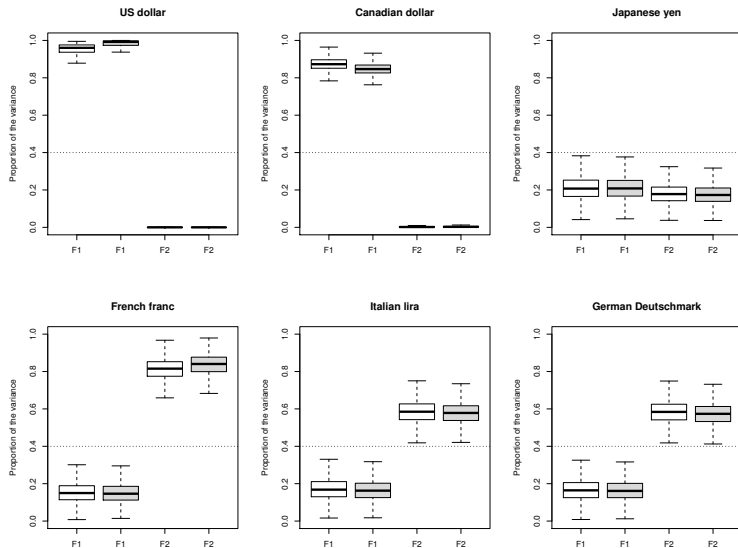 US dollar
Proportion of the variance
1.0
0.8
0.6
0.4
0.2
0.0
F1 F1 F2 F2
Canadian dollar
Proportion of the variance
1.0
0.8
0.6
0.4
0.2
0.0
F1 F1 F2 F2
Japanese yen
Proportion of the variance
1.0
0.8
0.6
0.4
0.2
0.0
F1 F1 F2 F2
French franc
Proportion of the variance
1.0
0.8
0.6
0.4
0.2
0.0
F1 F1 F2 F2
Italian lira
Proportion of the variance
1.0
0.8
0.6
0.4
0.2
0.0
F1 F1 F2 F2
German Deutschmark
Proportion of the variance
1.0
0.8
0.6
0.4
0.2
0.0
F1 F1 F2 F2